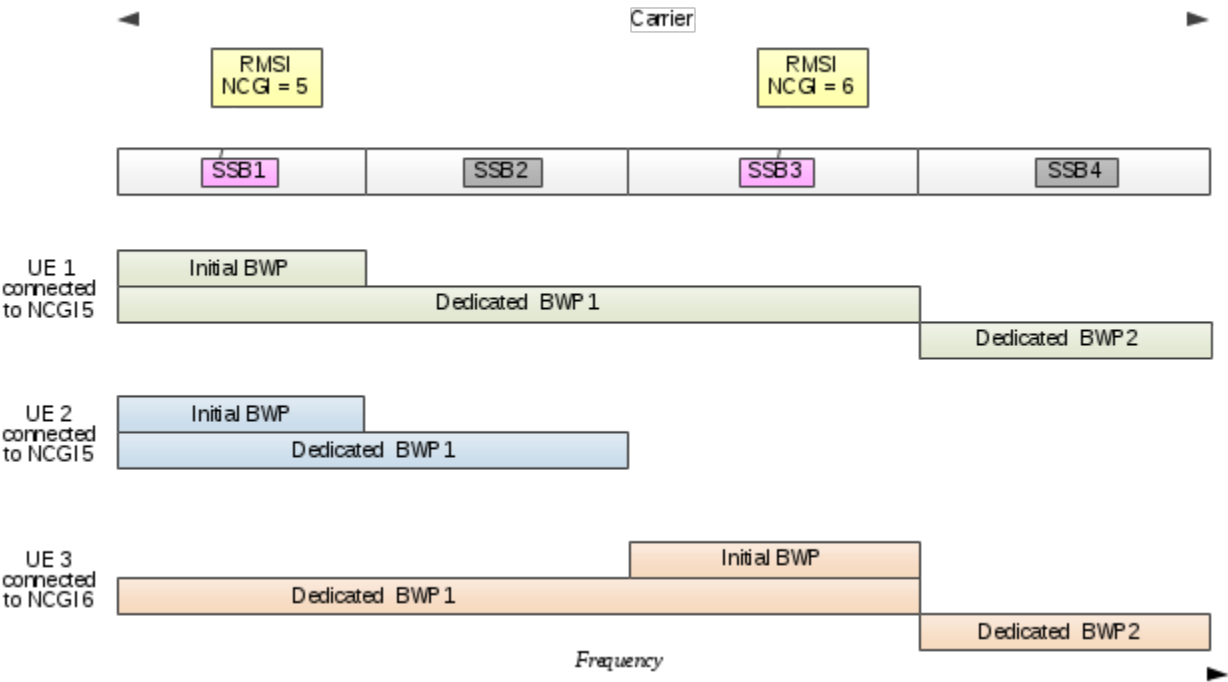 Carrier
RMSI
NCGI = 5
RMSI
NCGI = 6
SSB1
SSB2
SSB3
SSB4
UE 1
connected
to NCGI 5
Initial BWP
Dedicated BWP 1
Dedicated BWP 2
UE 2
connected
to NCGI 5
Initial BWP
Dedicated BWP 1
UE 3
connected
to NCGI 6
Initial BWP
Dedicated BWP 1
Dedicated BWP 2
Frequency